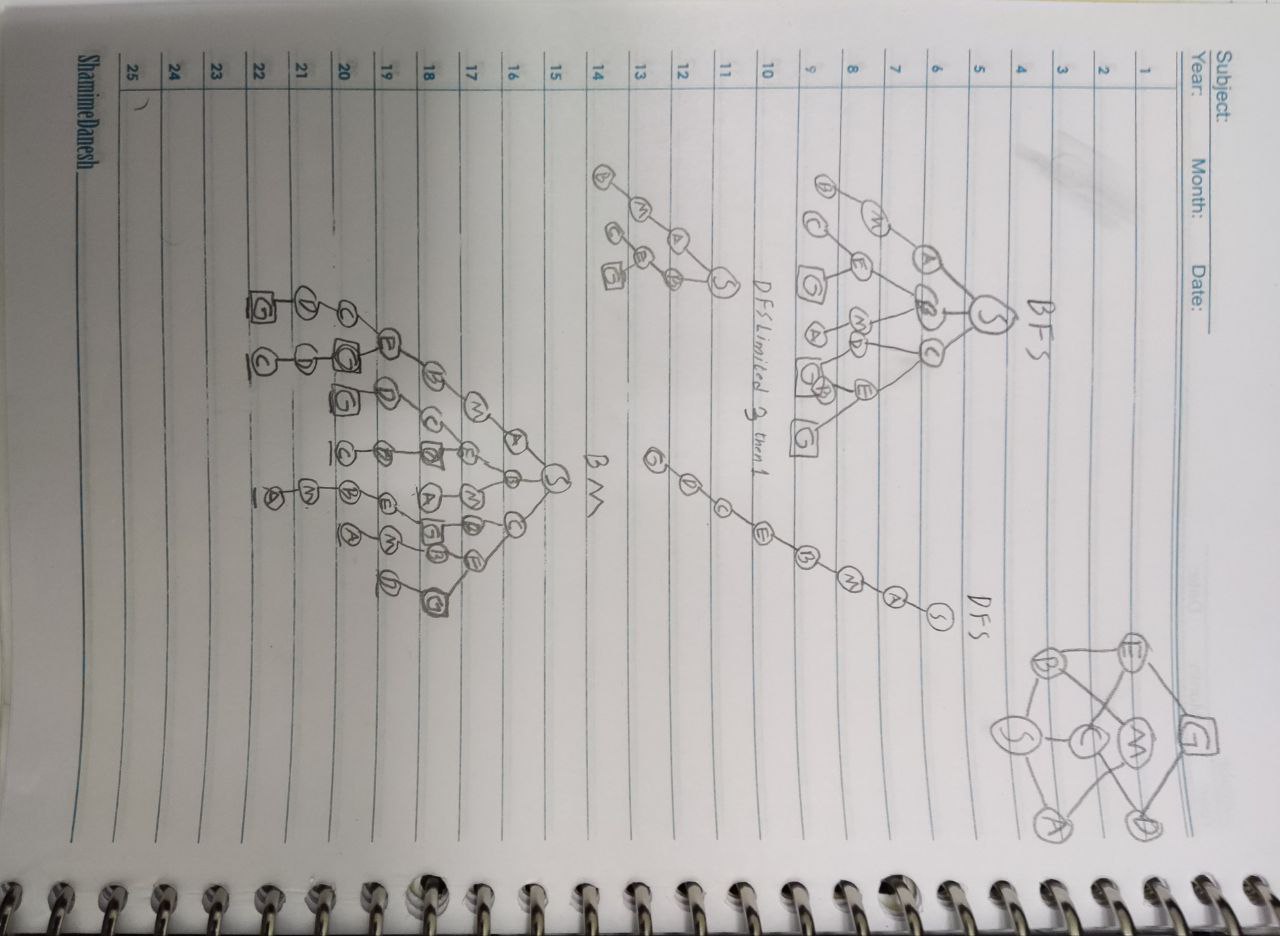 Subject:
Year: Month: Date:
G
E M D
B C A
S
BFS
S
A B C
M E M D E
B C G A G B G
DFS
S
A
M
B
E
C
D
G
DFS Limited 3 then 1
S
A B
M E
B C G
BM
S
A B C
M E M D E
B C A G B G
E D D E M D
C G G C B A
D D M
G C A
1
2
3
4
5
6
7
8
9
10
11
12
13
14
15
16
17
18
19
20
21
22
23
24
25
ShamimeDanesh